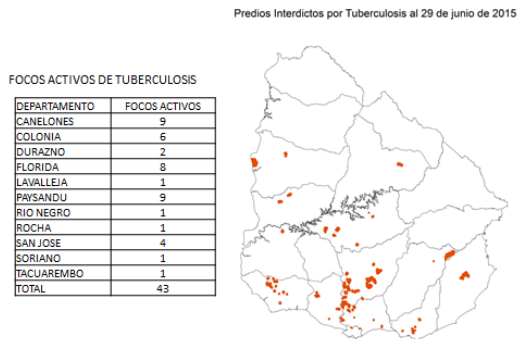 Predios Interdictos por Tuberculosis al 29 de junio de 2015
FOCOS ACTIVOS DE TUBERCULOSIS
DEPARTAMENTO FOCOS ACTIVOS
CANELONES 9
COLONIA 6
DURAZNO 2
FLORIDA 8
LAVALLEJA 1
PAYSANDU 9
RIO NEGRO 1
ROCHA 1
SAN JOSE 4
SORIANO 1
TACUAREMBO 1
TOTAL 43